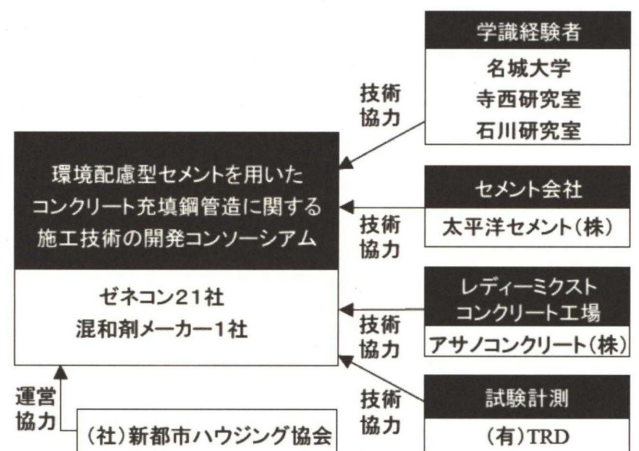 環境配慮型セメントを用いた
コンクリート充填鋼管造に関する
施工技術の開発コンソーシアム
ゼネコン21社
混和剤メーカー1社
運営
協力
(社)新都市ハウジング協会
技術
協力
学識経験者
名城大学
寺西研究室
石川研究室
技術
協力
セメント会社
太平洋セメント(株)
技術
協力
レディーミクスト
コンクリート工場
アサノコンクリート(株)
技術
協力
試験計測
(有)TRD